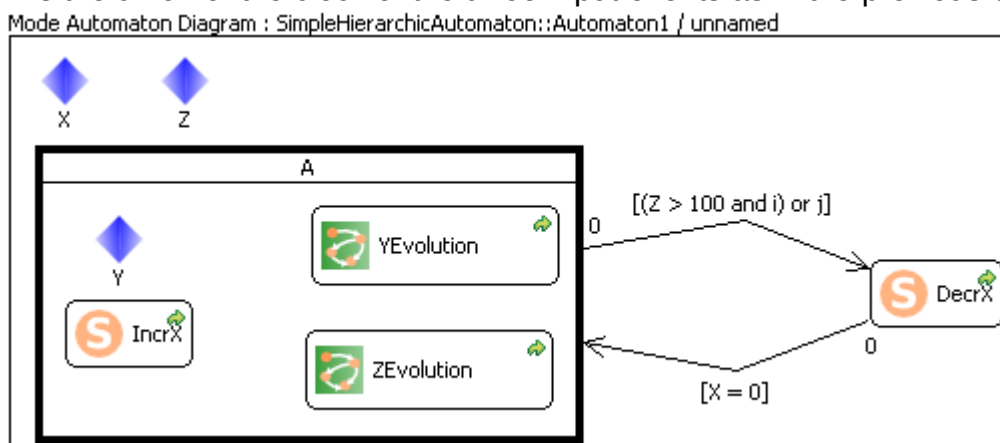 Mode Automaton Diagram : SimpleHierarchicAutomaton::Automaton1 / unnamed
X
Z
A
[(Z > 100 and i) or j]
0
YEvolution
Y
S
DecrX
S
IncrX
ZEvolution
0
[X = 0]